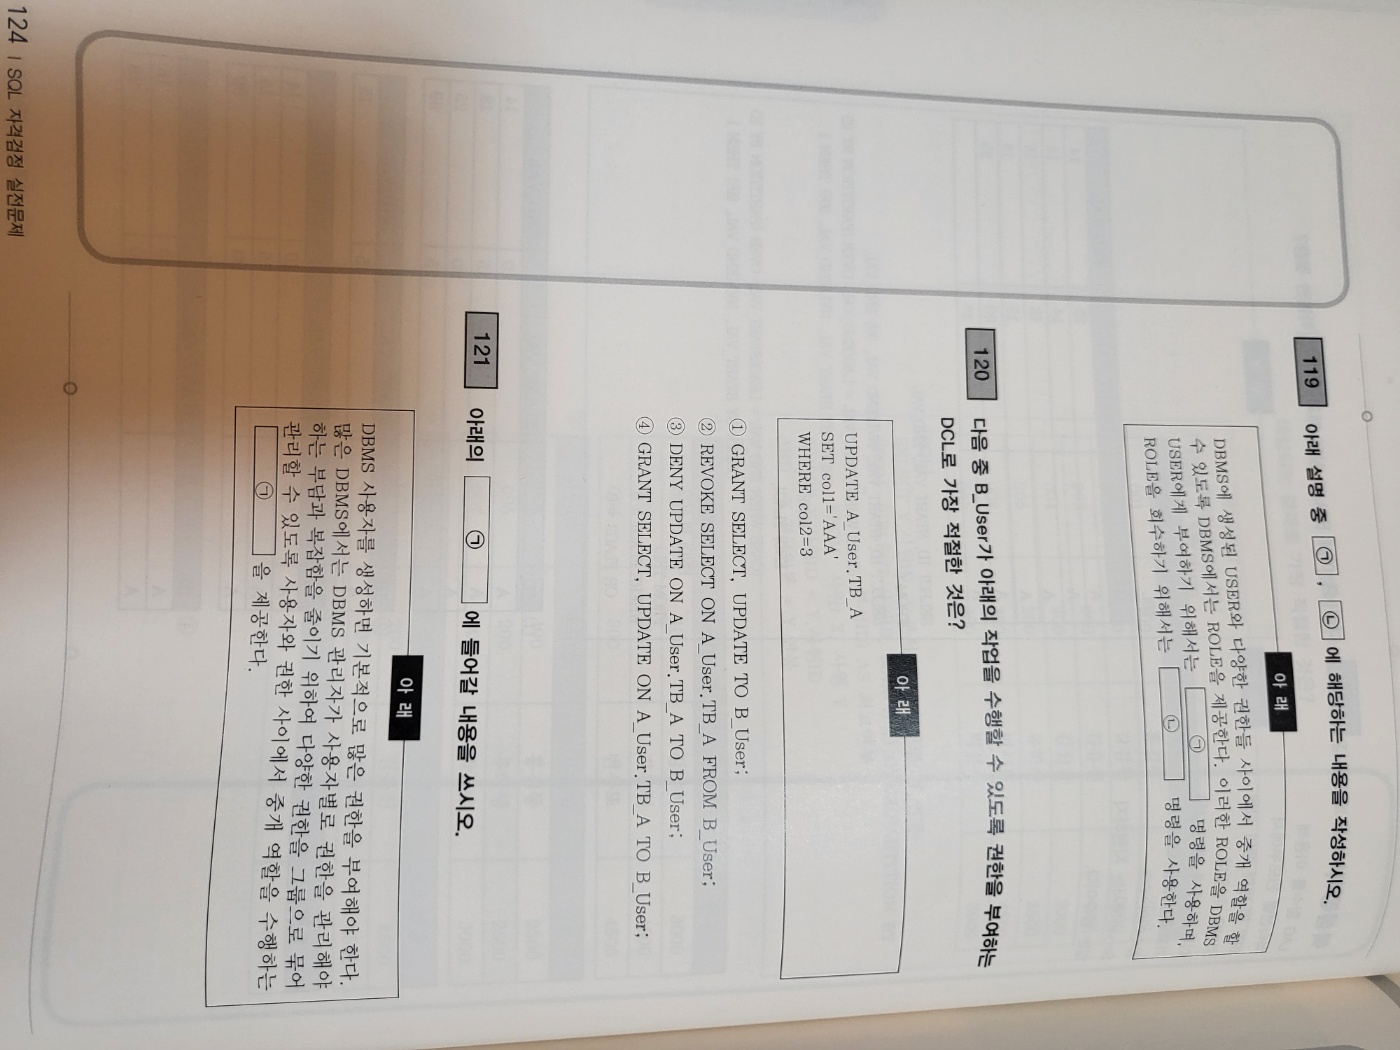 119 아래 설명 중 ㉠, ㉡에 해당하는 내용을 작성하시오.
아 래
DBMS에 생성된 USER와 다양한 권한들 사이에서 중개 역할을 할
수 있도록 DBMS에서는 ROLE을 제공한다. 이러한 ROLE을 DBMS
USER에게 부여하기 위해서는 ㉠ 명령을 사용하며,
ROLE을 회수하기 위해서는 ㉡ 명령을 사용한다.
120 다음 중 B_User가 아래의 작업을 수행할 수 있도록 권한을 부여하는
DCL로 가장 적절한 것은?
아 래
UPDATE A_User.TB_A
SET col1='AAA'
WHERE col2=3
① GRANT SELECT, UPDATE TO B_User;
② REVOKE SELECT ON A_User.TB_A FROM B_User;
③ DENY UPDATE ON A_User.TB_A TO B_User;
④ GRANT SELECT, UPDATE ON A_User.TB_A TO B_User;
121 아래의 ㉠ 에 들어갈 내용을 쓰시오.
아 래
DBMS 사용자를 생성하면 기본적으로 많은 권한을 부여해야 한다.
많은 DBMS에서는 DBMS 관리자가 사용자별로 권한을 관리해야
하는 부담과 복잡함을 줄이기 위하여 다양한 권한을 그룹으로 묶어
관리할 수 있도록 사용자와 권한 사이에서 중개 역할을 수행하는
㉠ 을 제공한다.
124 | SQL 자격검정 실전문제